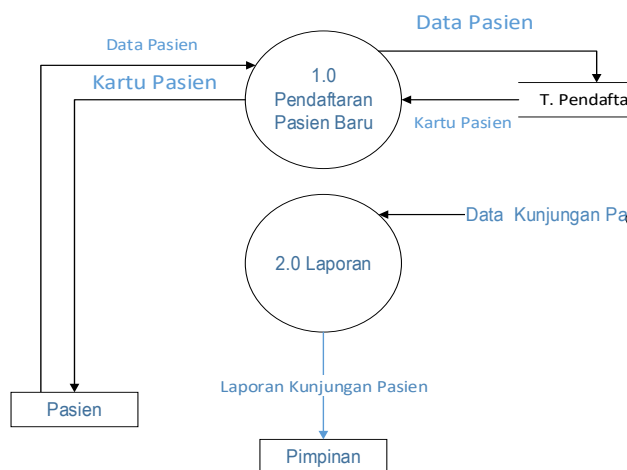 Data Pasien
Data Pasien
Kartu Pasien
1.0
Pendaftaran
Pasien Baru
T. Pendafta
Kartu Pasien
Data Kunjungan Pa
2.0 Laporan
Laporan Kunjungan Pasien
Pasien
Pimpinan